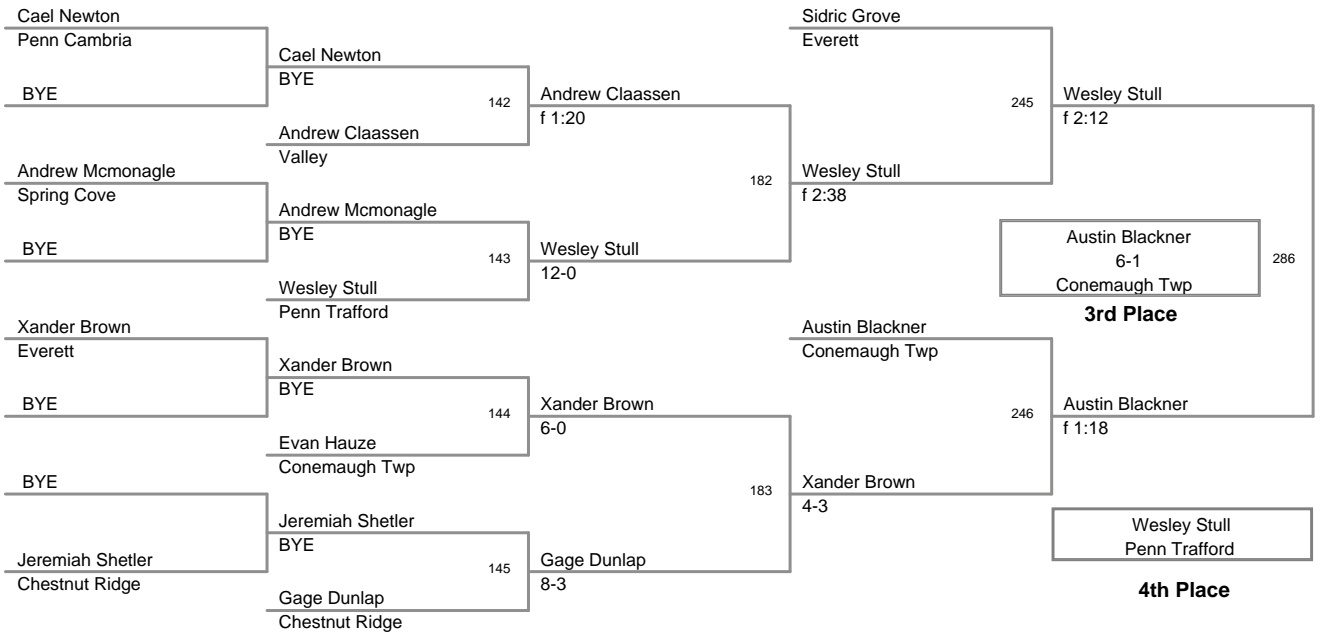 Cael Newton
Penn Cambria
BYE
Andrew Mcmonagle
Spring Cove
BYE
Xander Brown
Everett
BYE
BYE
Jeremiah Shetler
Chestnut Ridge
Cael Newton
BYE
142
Andrew Claassen
Valley
Andrew Mcmonagle
BYE
143
Wesley Stull
Penn Trafford
Xander Brown
BYE
144
Evan Hauze
Conemaugh Twp
Jeremiah Shetler
BYE
145
Gage Dunlap
Chestnut Ridge
Andrew Claassen
f 1:20
182
Wesley Stull
12-0
Xander Brown
6-0
183
Gage Dunlap
8-3
Sidric Grove
Everett
245
Wesley Stull
f 2:38
Austin Blackner
Conemaugh Twp
246
Xander Brown
4-3
Wesley Stull
f 2:12
Austin Blackner
6-1
Conemaugh Twp
286
3rd Place
Austin Blackner
f 1:18
Wesley Stull
Penn Trafford
4th Place